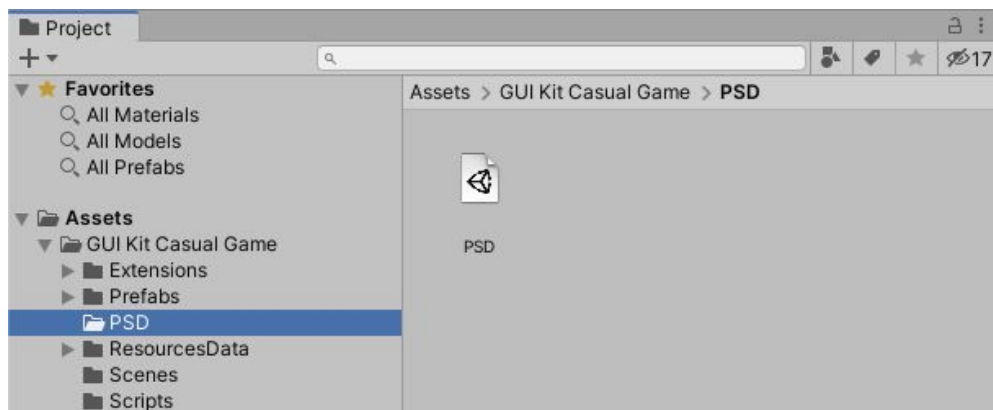 Project
17
Favorites
All Materials
All Models
All Prefabs
Assets
GUI Kit Casual Game
Extensions
Prefabs
PSD
ResourcesData
Scenes
Scripts
Assets > GUI Kit Casual Game > PSD
PSD